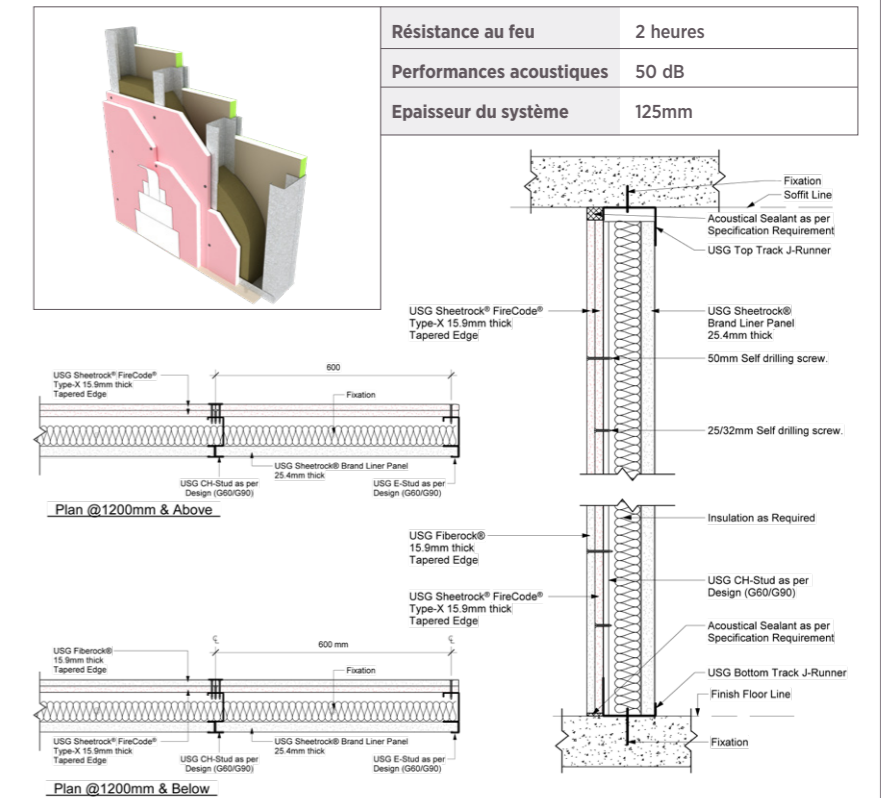 Résistance au feu 2 heures
Performances acoustiques 50 dB
Epaisseur du système 125mm
Fixation
Soffit Line
Acoustical Sealant as per
Specification Requirement
USG Top Track J-Runner
USG Sheetrock® FireCode®
Type-X 15.9mm thick
Tapered Edge
USG Sheetrock®
Brand Liner Panel
25.4mm thick
50mm Self drilling screw.
25/32mm Self drilling screw.
600
USG Sheetrock® FireCode®
Type-X 15.9mm thick
Tapered Edge
Fixation
USG Sheetrock® Brand Liner Panel
25.4mm thick
USG CH-Stud as per
Design (G60/G90)
USG E-Stud as per
Design (G60/G90)
Plan @1200mm & Above
Insulation as Required
USG Fiberock®
15.9mm thick
Tapered Edge
USG Sheetrock® FireCode®
Type-X 15.9mm thick
Tapered Edge
USG CH-Stud as per
Design (G60/G90)
Acoustical Sealant as per
Specification Requirement
USG Bottom Track J-Runner
Finish Floor Line
Fixation
600 mm
USG Fiberock®
15.9mm thick
Tapered Edge
Fixation
USG Sheetrock® FireCode®
Type-X 15.9mm thick
Tapered Edge
USG CH-Stud as per
Design (G60/G90)
USG Sheetrock® Brand Liner Panel
25.4mm thick
USG E-Stud as per
Design (G60/G90)
Plan @1200mm & Below